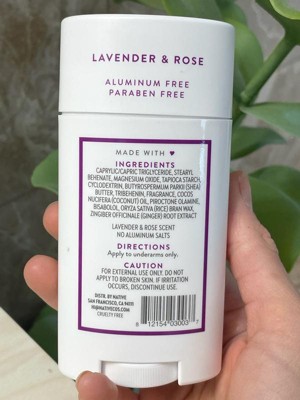 LAVENDER & ROSE
ALUMINUM FREE
PARABEN FREE
MADE WITH ♥
INGREDIENTS
CAPRYLIC/CAPRIC TRIGLYCERIDE, STEARYL
BEHENATE, MAGNESIUM OXIDE, TAPIOCA STARCH,
CYCLODEXTRIN, BUTYROSPERMUM PARKII (SHEA)
BUTTER, TRIBEHENIN, FRAGRANCE, COCOS
NUCIFERA (COCONUT) OIL, PIROCTONE OLAMINE,
BISABOLOL, ORYZA SATIVA (RICE) BRAN WAX,
ZINGIBER OFFICINALE (GINGER) ROOT EXTRACT
LAVENDER & ROSE SCENT
NO ALUMINUM SALTS.
DIRECTIONS
Apply to underarms only.
CAUTION
FOR EXTERNAL USE ONLY. DO NOT
APPLY TO BROKEN SKIN. IF IRRITATION
OCCURS, DISCONTINUE USE.
DISTR. BY NATIVE
SAN FRANCISCO, CA 94111
CRUELTY FREE
8 12154 03003